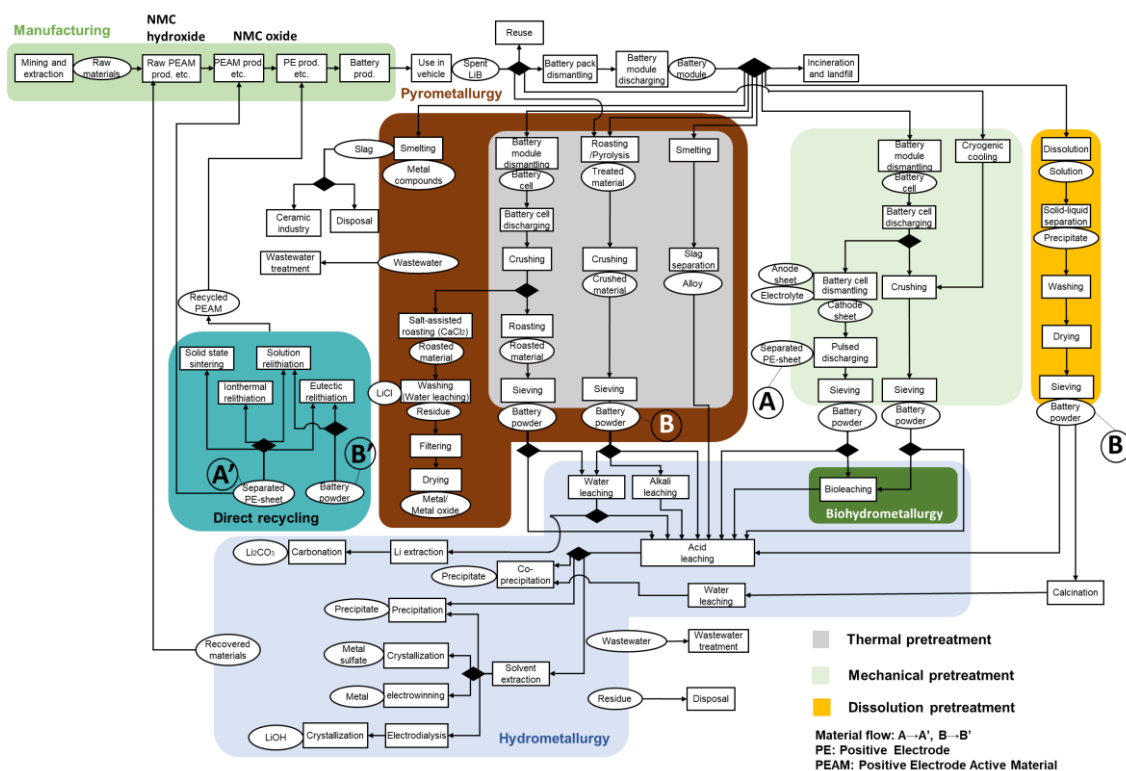 Manufacturing
NMC
hydroxide
NMC oxide
Mining and
extraction
Raw
materials
Raw PEAM
prod. etc.
PEAM prod.
etc.
PE prod.
etc.
Battery
prod.
Use in
vehicle
Spent
LiB
Reuse
Battery pack
dismantling
Battery
module
discharging
Battery
module
Incineration
and landfill
Pyrometallurgy
Slag
Smelting
Metal
compounds
Ceramic
industry
Disposal
Wastewater
treatment
Wastewater
Battery
module
dismantling
Battery
cell
Battery cell
discharging
Crushing
Roasting
/Pyrolysis
Treated
material
Crushing
Crushed
material
Smelting
Slag
separation
Alloy
Salt-assisted
roasting (CaCl2)
Roasted
material
LiCl
Washing
(Water leaching)
Residue
Filtering
Drying
Metal/
Metal oxide
Roasting
Roasted
material
Sieving
Battery
powder
Sieving
Battery
powder
B
Battery
module
dismantling
Battery
cell
Battery cell
discharging
Cryogenic
cooling
Anode
sheet
Electrolyte
Battery cell
dismantling
Cathode
sheet
Crushing
Separated
PE-sheet
Pulsed
discharging
A
Sieving
Battery
powder
Sieving
Battery
powder
Dissolution
Solution
Solid-liquid
separation
Precipitate
Washing
Drying
Sieving
Battery
powder
B
Recycled
PEAM
Solid state
sintering
Solution
relithiation
Ionthermal
relithiation
Eutectic
relithiation
A’
B’
Separated
PE-sheet
Battery
powder
Direct recycling
Water
leaching
Alkali
leaching
Bioleaching
Biohydrometallurgy
Li2CO3
Carbonation
Li extraction
Acid
leaching
Precipitate
Co-
precipitation
Water
leaching
Calcination
Precipitate
Precipitation
Recovered
materials
Metal
sulfate
Crystallization
Solvent
extraction
Wastewater
Wastewater
treatment
Metal
electrowinning
Residue
Disposal
LiOH
Crystallization
Electrodialysis
Hydrometallurgy
Thermal pretreatment
Mechanical pretreatment
Dissolution pretreatment
Material flow: A→A’, B→B’
PE: Positive Electrode
PEAM: Positive Electrode Active Material